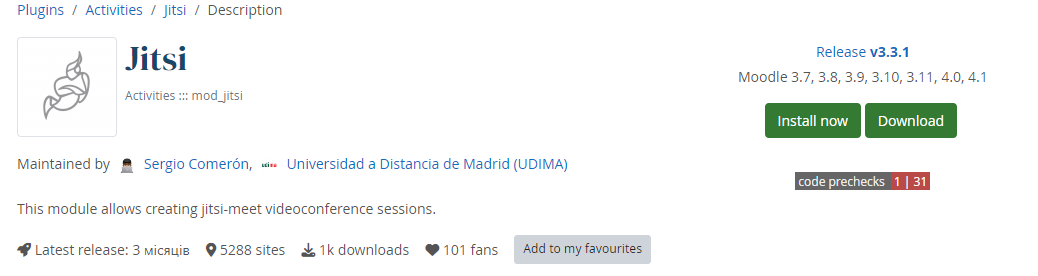 Plugins / Activities / Jitsi / Description
Jitsi
Activities ::: mod_jitsi
Release v3.3.1
Moodle 3.7, 3.8, 3.9, 3.10, 3.11, 4.0, 4.1
Install now
Download
Maintained by Sergio Comerón, udima Universidad a Distancia de Madrid (UDIMA)
code prechecks 1 | 31
This module allows creating jitsi-meet videoconference sessions.
Latest release: 3 місяців 5288 sites 1k downloads 101 fans Add to my favourites